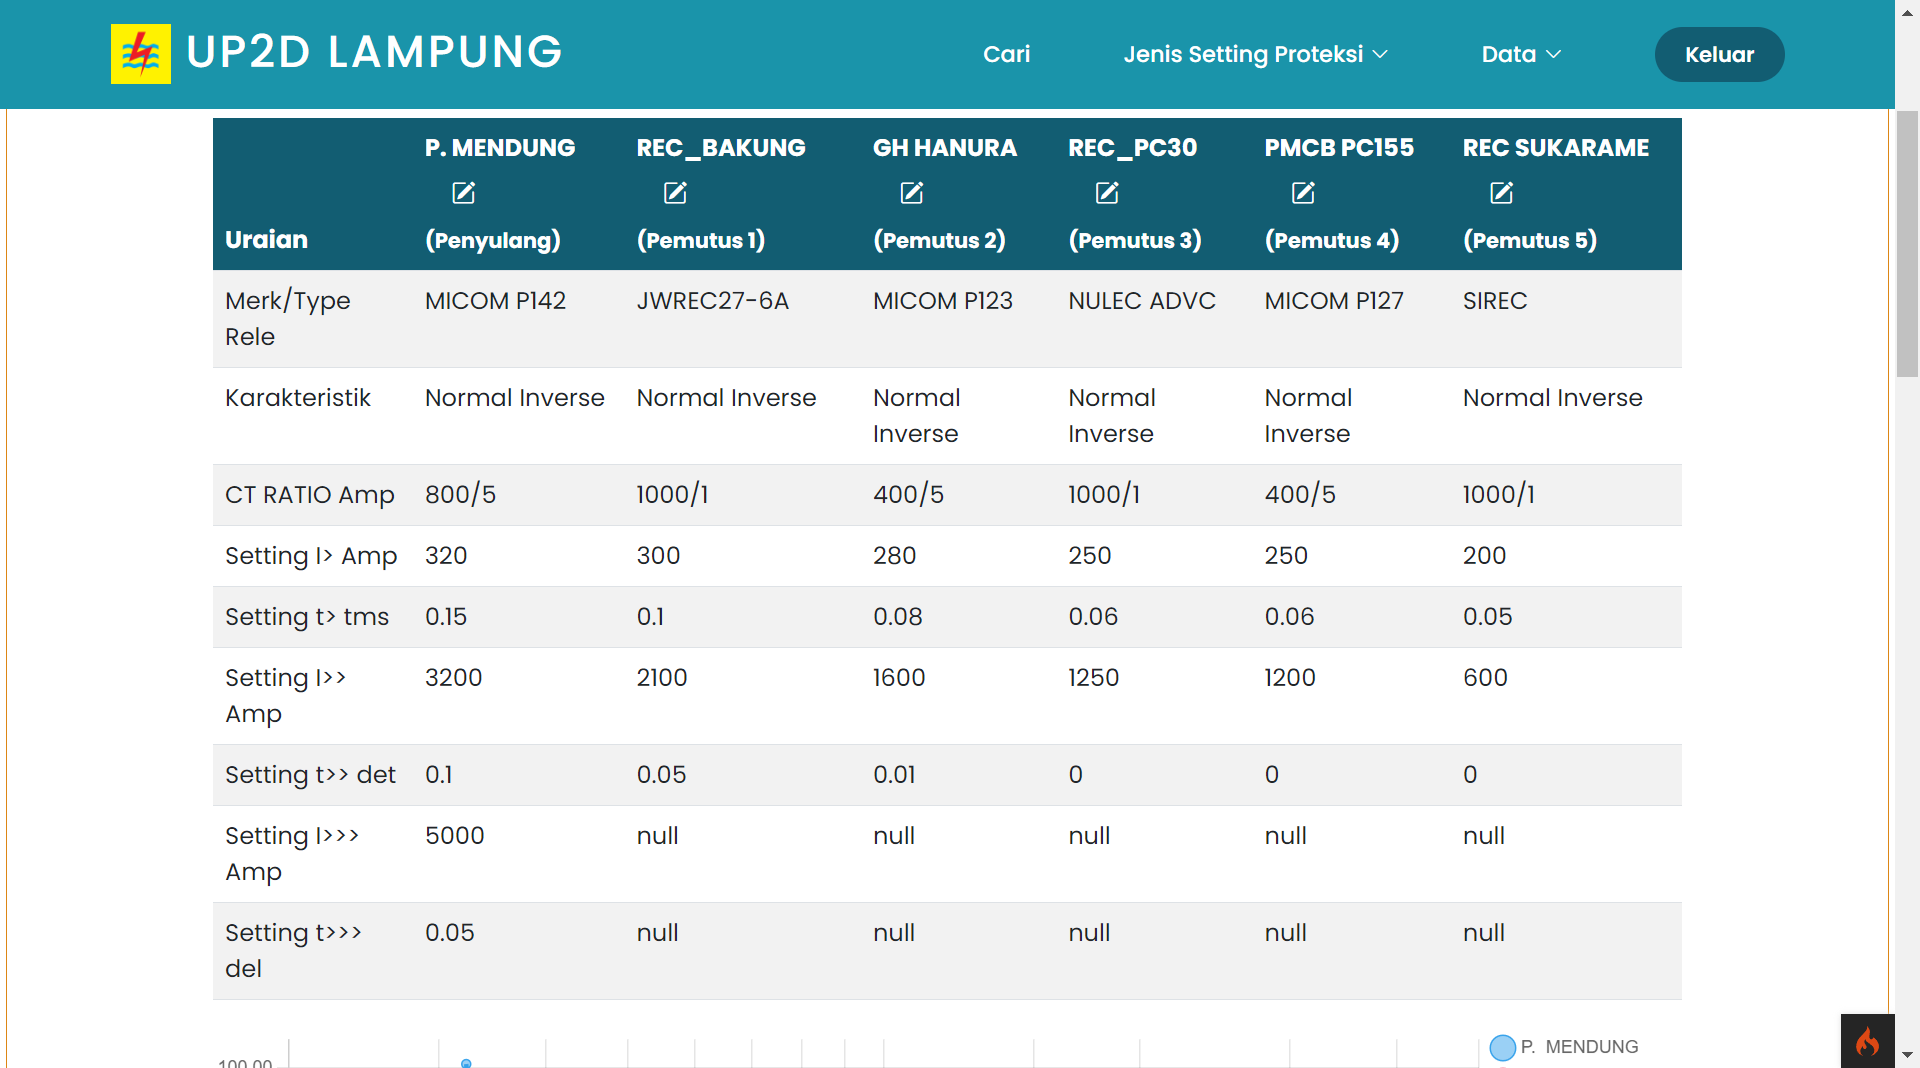 UP2D LAMPUNG
Cari
Jenis Setting Proteksi
Data
Keluar
Uraian
P. MENDUNG
(Penyulang)
REC_BAKUNG
(Pemutus 1)
GH HANURA
(Pemutus 2)
REC_PC30
(Pemutus 3)
PMCB PC155
(Pemutus 4)
REC SUKARAME
(Pemutus 5)
Merk/Type
Rele
MICOM P142
JWREC27-6A
MICOM P123
NULEC ADVC
MICOM P127
SIREC
Karakteristik
Normal Inverse
Normal Inverse
Normal
Inverse
Normal
Inverse
Normal
Inverse
Normal Inverse
CT RATIO Amp
800/5
1000/1
400/5
1000/1
400/5
1000/1
Setting I> Amp
320
300
280
250
250
200
Setting t> tms
0.15
0.1
0.08
0.06
0.06
0.05
Setting I>>
Amp
3200
2100
1600
1250
1200
600
Setting t>> det
0.1
0.05
0.01
0
0
0
Setting I>>>
Amp
5000
null
null
null
null
null
Setting t>>>
del
0.05
null
null
null
null
null
100.00
P. MENDUNG